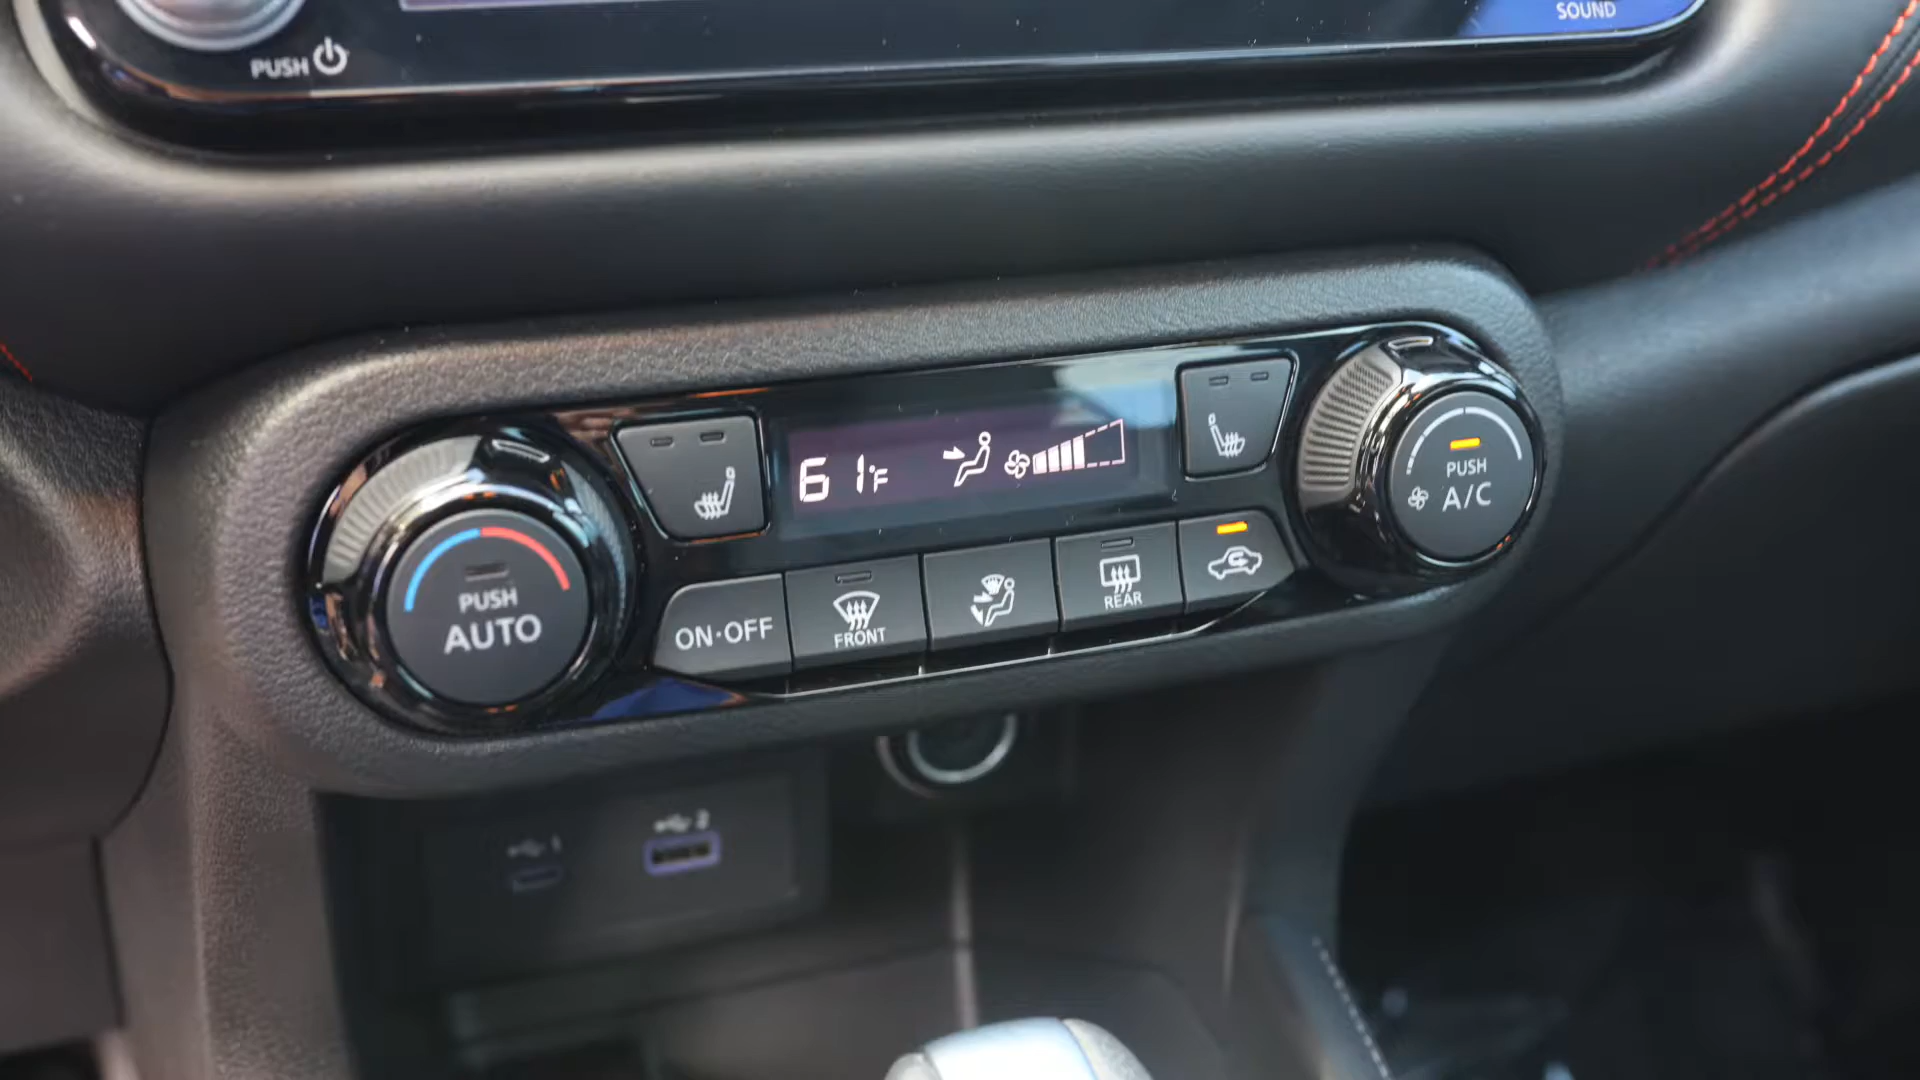 PUSH
SOUND
61°F
PUSH
A/C
PUSH
AUTO
ON·OFF
FRONT
REAR
1
2